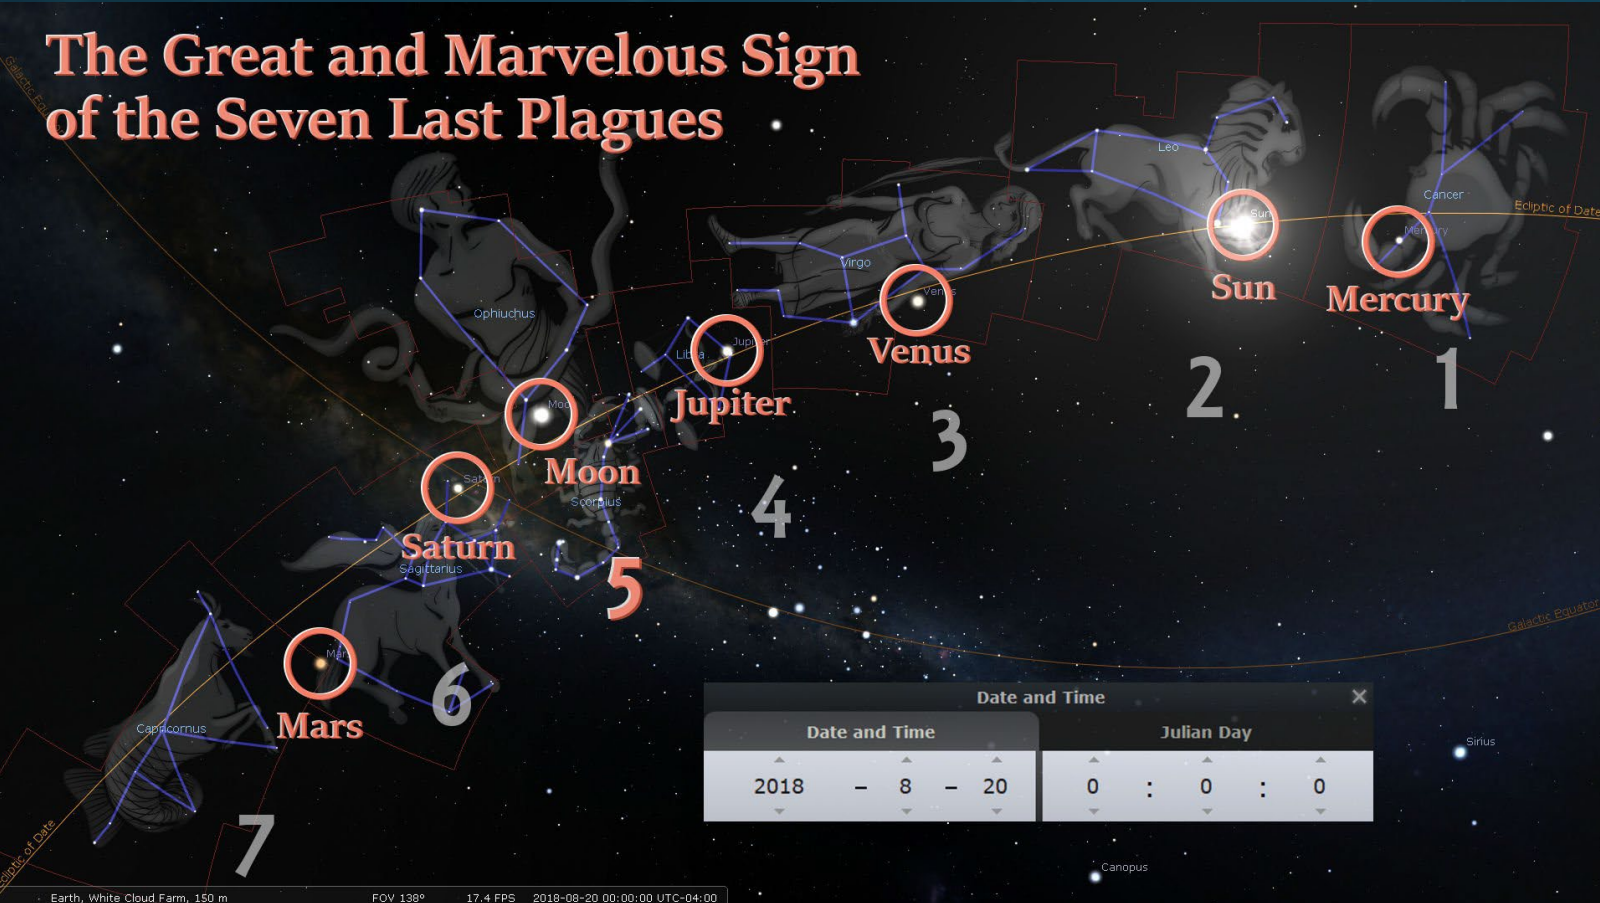 The Great and Marvelous Sign
of the Seven Last Plagues
Galactic Equ
Leo
Cancer
Ecliptic of Date
Sun
Mercury
Sun
Mercury
1
2
Virgo
Venus
Venus
3
Ophiuchus
Jupiter
Libra
Jupiter
4
Moo
Moon
Scorpius
5
Saturn
Saturn
Sagittarius
Galactic Equator
Mars
Mars
6
Capricornus
7
Ecliptic of Date
Date and Time
Date and Time
Julian Day
2018 - 8 - 20
0 : 0 : 0
Sirius
Canopus
Earth, White Cloud Farm, 150 m FOV 138° 17.4 FPS 2018-08-20 00:00:00 UTC-04:00